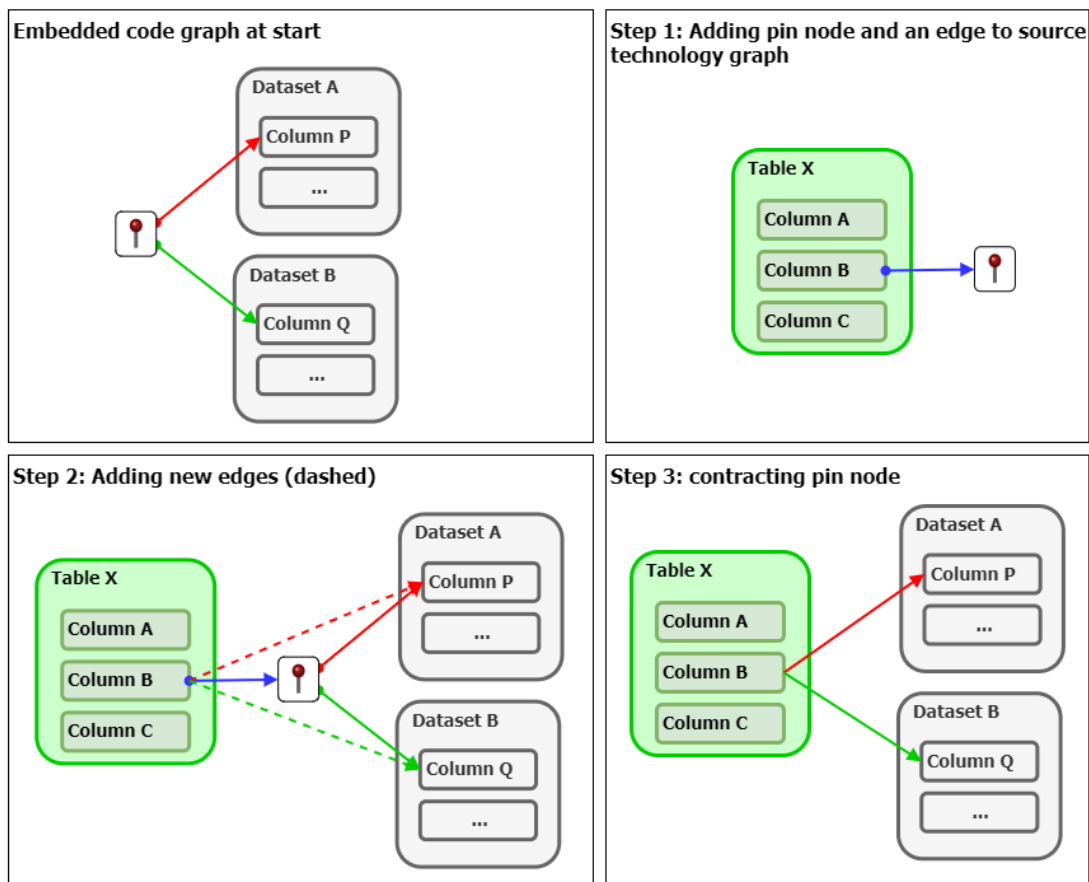 Embedded code graph at start
Dataset A
Column P
...
Dataset B
Column Q
...
Step 1: Adding pin node and an edge to source
technology graph
Table X
Column A
Column B
Column C
Step 2: Adding new edges (dashed)
Table X
Column A
Column B
Column C
Dataset A
Column P
...
Dataset B
Column Q
...
Step 3: contracting pin node
Table X
Column A
Column B
Column C
Dataset A
Column P
...
Dataset B
Column Q
...